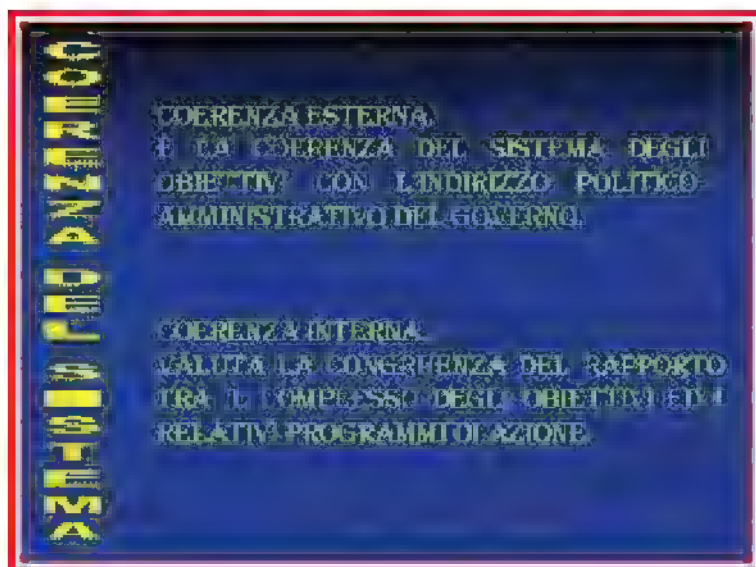 COERENZA DEL SISTEMA
COERENZA ESTERNA
È LA COERENZA DEL SISTEMA DEGLI
OBIETTIVI CON L'INDIRIZZO POLITICO-
AMMINISTRATIVO DEL GOVERNO.
COERENZA INTERNA
VALUTA LA CONGRUENZA DEL RAPPORTO
TRA IL COMPLESSO DEGLI OBIETTIVI ED I
RELATIVI PROGRAMMI DI AZIONE.